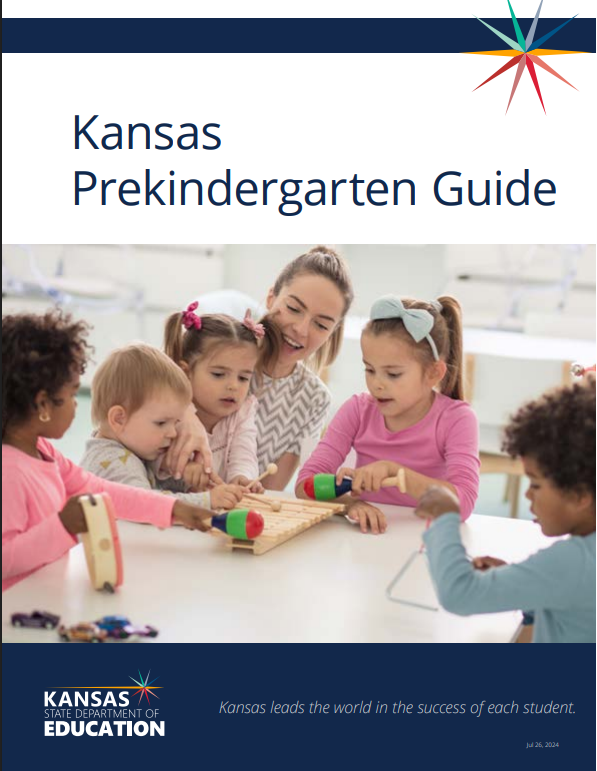 Kansas
Prekindergarten Guide
KANSAS
STATE DEPARTMENT OF
EDUCATION
Kansas leads the world in the success of each student.
Jul 26, 2024